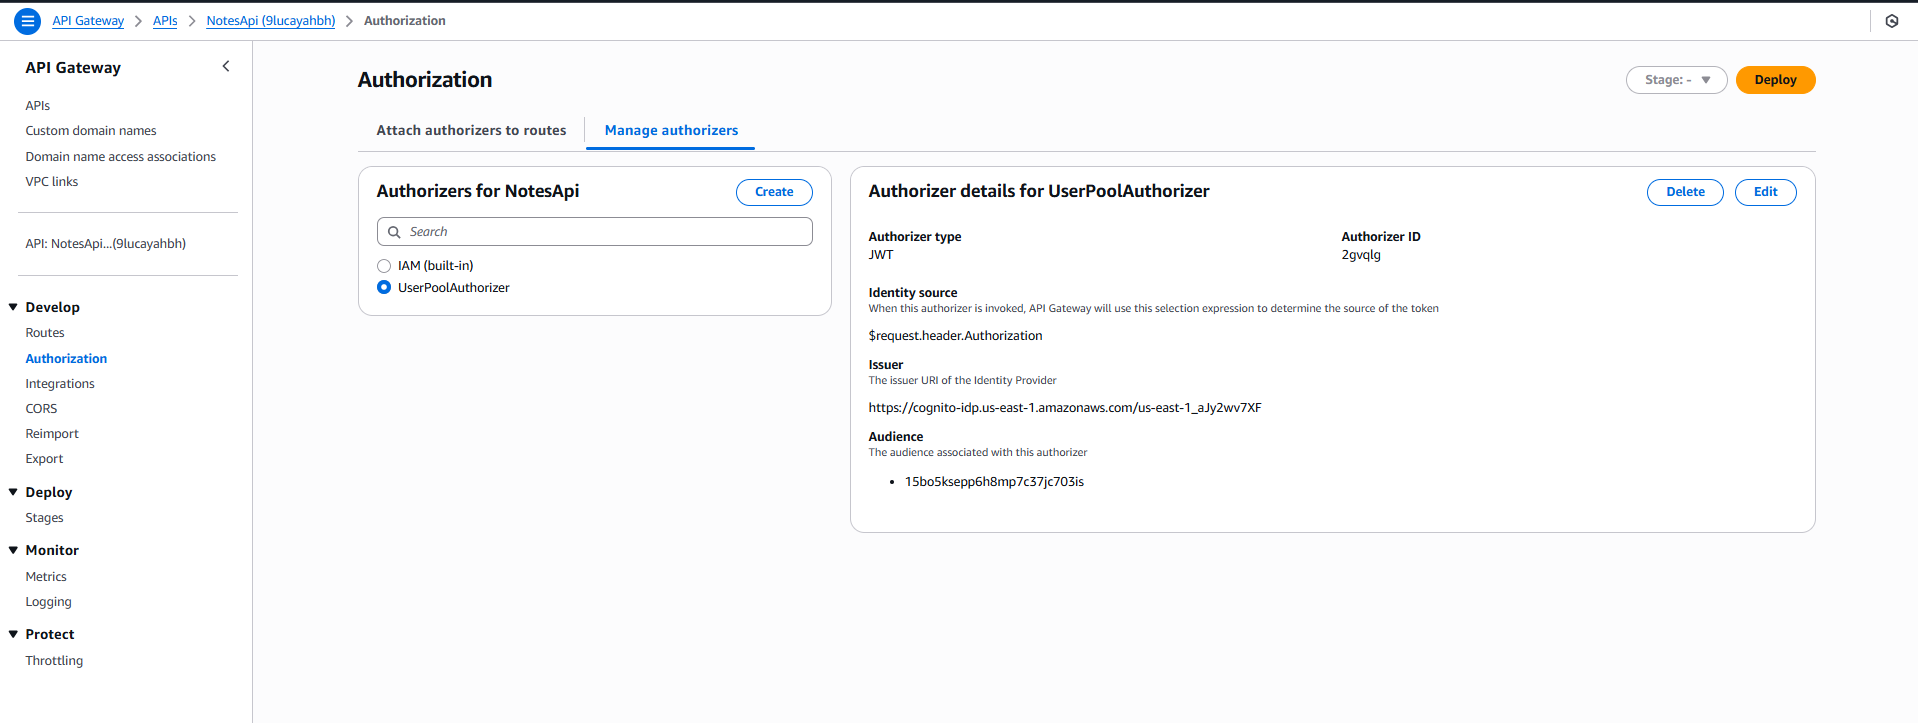 API Gateway > APIs > NotesApi (9lucayahbh) > Authorization
API Gateway
APIs
Custom domain names
Domain name access associations
VPC links
API: NotesApi...(9lucayahbh)
Develop
Routes
Authorization
Integrations
CORS
Reimport
Export
Deploy
Stages
Monitor
Metrics
Logging
Protect
Throttling
Authorization
Stage: -
Deploy
Attach authorizers to routes
Manage authorizers
Authorizers for NotesApi
Create
Search
IAM (built-in)
UserPoolAuthorizer
Authorizer details for UserPoolAuthorizer
Delete
Edit
Authorizer type
JWT
Authorizer ID
2gvqlg
Identity source
When this authorizer is invoked, API Gateway will use this selection expression to determine the source of the token
$request.header.Authorization
Issuer
The issuer URI of the Identity Provider
https://cognito-idp.us-east-1.amazonaws.com/us-east-1_aJy2wv7XF
Audience
The audience associated with this authorizer
• 15bo5ksepp6h8mp7c37jc703is